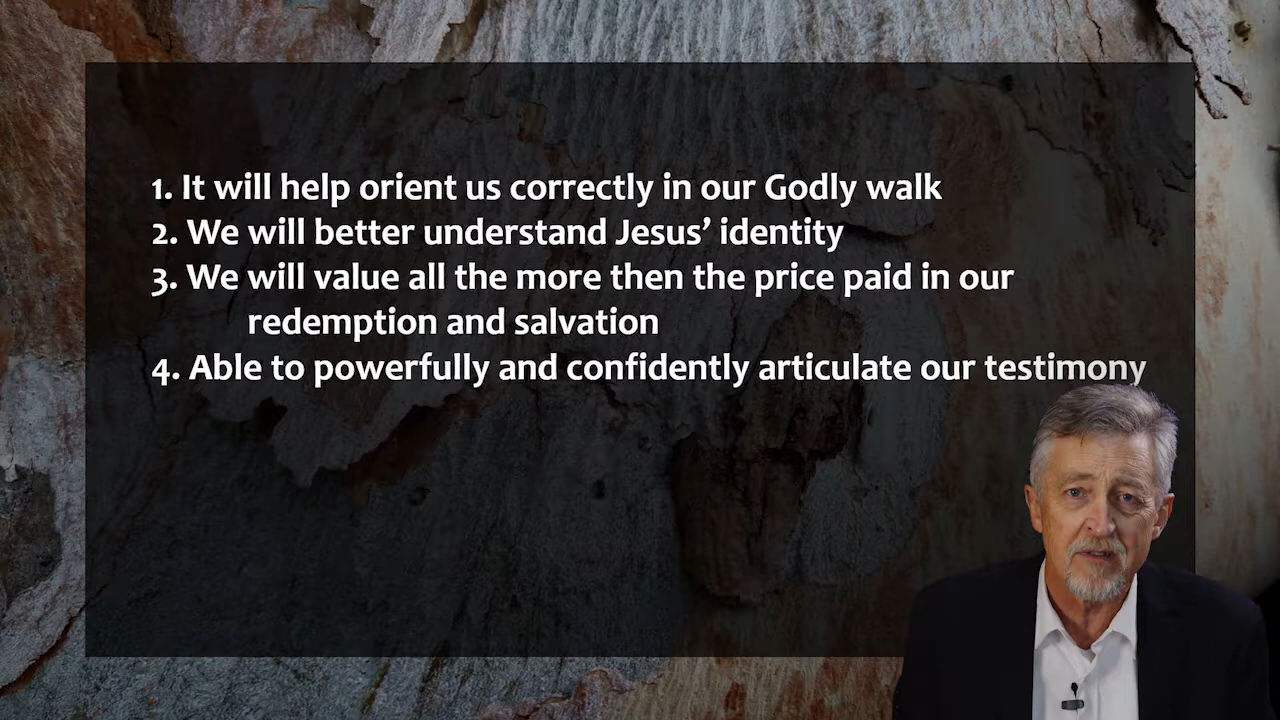 1. It will help orient us correctly in our Godly walk
2. We will better understand Jesus’ identity
3. We will value all the more then the price paid in our
redemption and salvation
4. Able to powerfully and confidently articulate our testimony